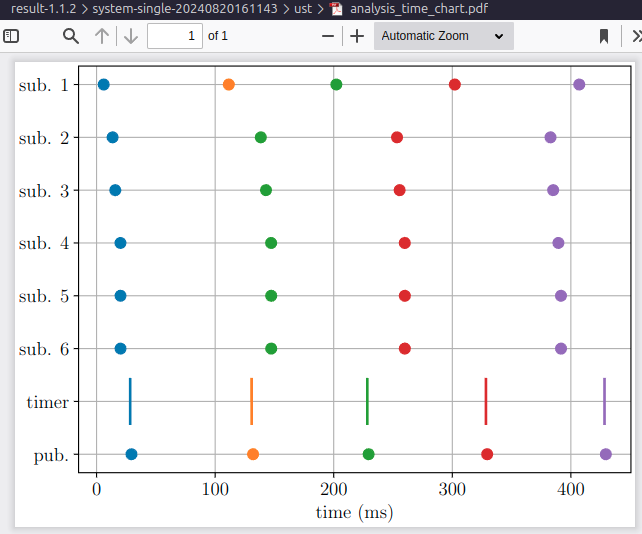 result-1.1.2 > system-single-20240820161143 > ust > analysis_time_chart.pdf
1 of 1 Automatic Zoom
sub. 1
sub. 2
sub. 3
sub. 4
sub. 5
sub. 6
timer
pub.
0 100 200 300 400
time (ms)